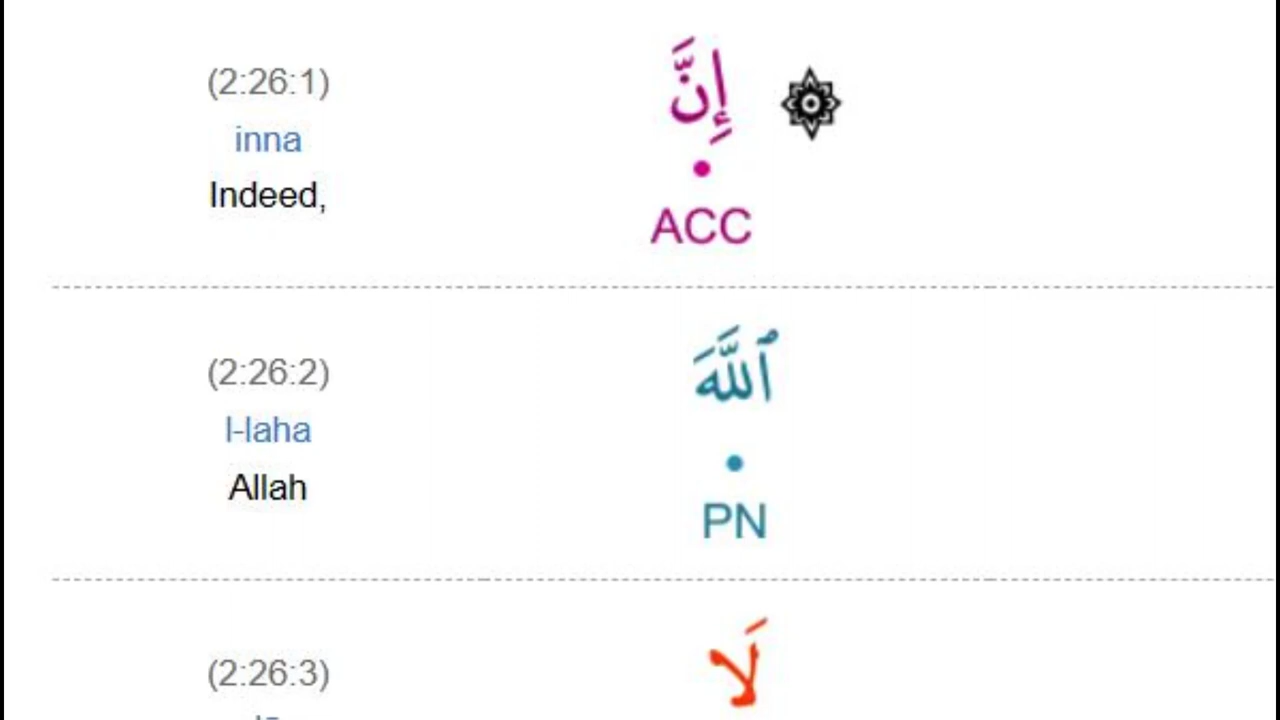 (2:26:1)
inna
Indeed,
إِنَّ
ACC
(2:26:2)
l-laha
Allah
ٱللَّهَ
PN
(2:26:3)
لَا